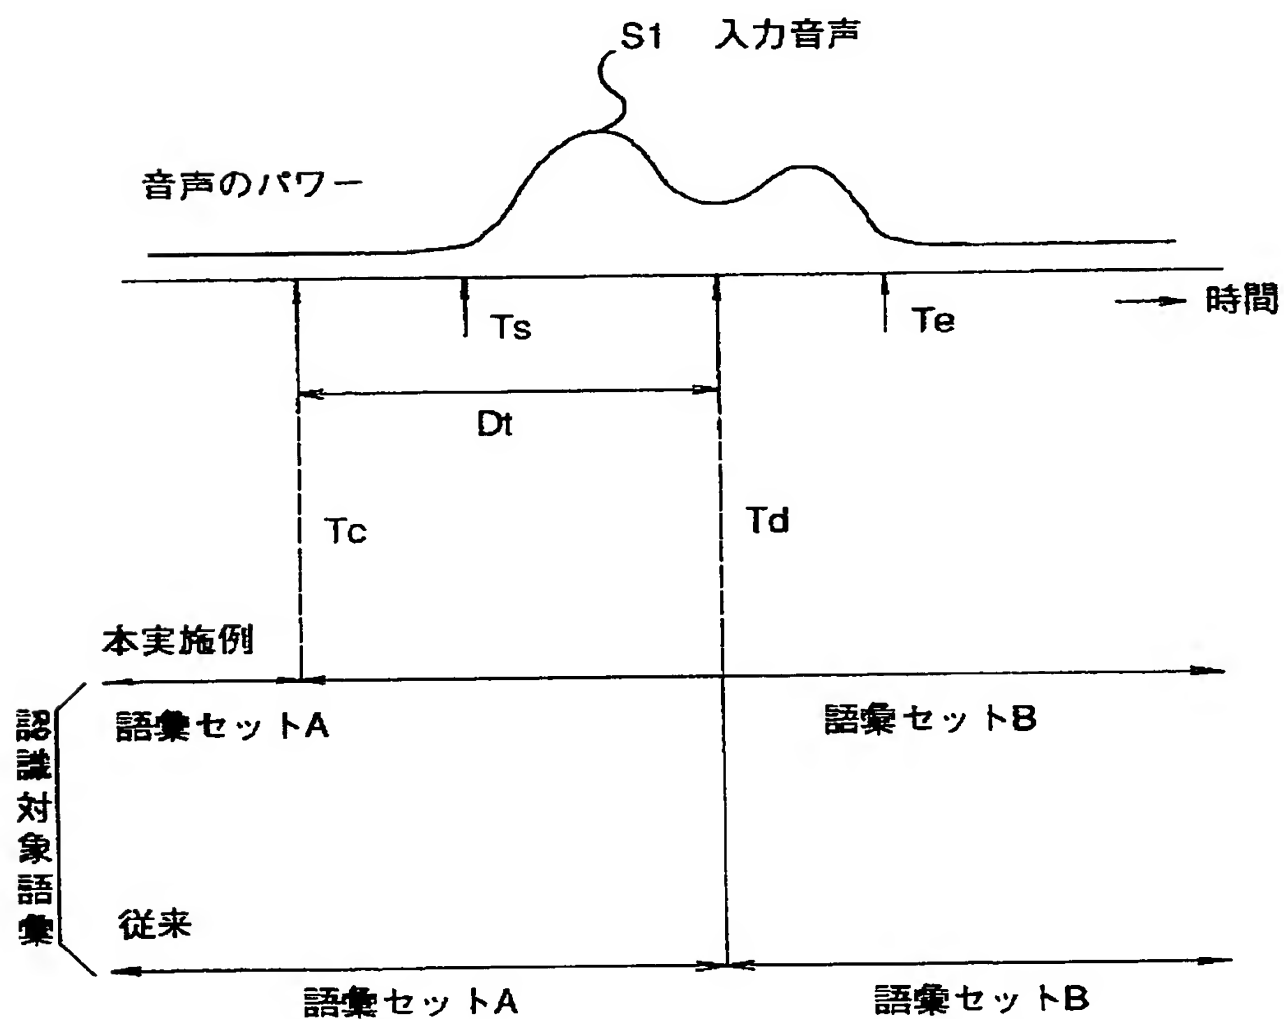 S1 入力音声
音声のパワー
時間
Ts
Te
Dt
Tc
Td
本実施例
語彙セットA
語彙セットB
認識対象語彙
従来
語彙セットA
語彙セットB